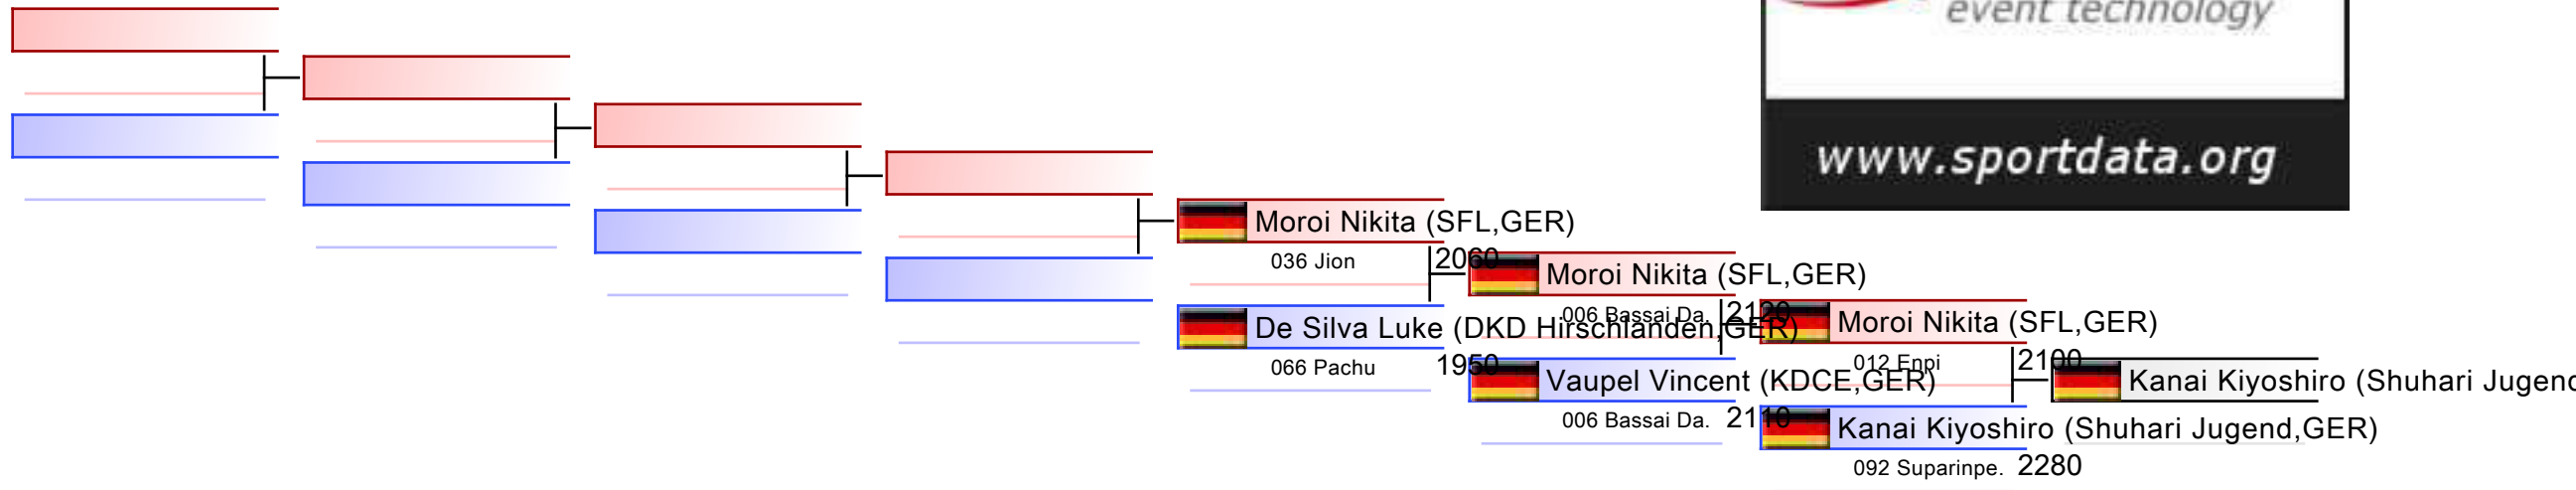 event technology
www.sportdata.org
Moroi Nikita (SFL,GER)
036 Jion 2060
Moroi Nikita (SFL,GER)
006 Bassai Da. 2120
De Silva Luke (DKD Hirschlanden,GER)
Moroi Nikita (SFL,GER)
012 Enpi 2100
066 Pachu 1950
Vaupel Vincent (KDCE,GER)
Kanai Kiyoshiro (Shuhari Jugend
006 Bassai Da. 2110
Kanai Kiyoshiro (Shuhari Jugend,GER)
092 Suparinpe. 2280